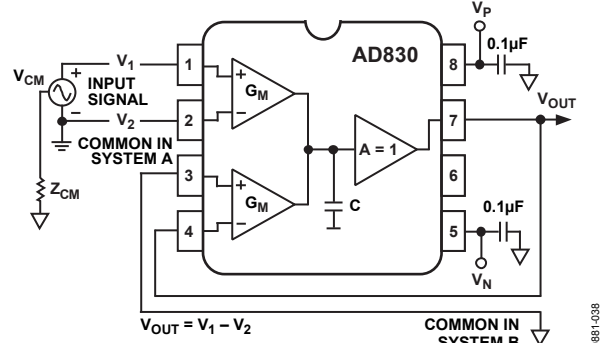 V_P
AD830
0.1µF
V_CM
V_1
+
INPUT
SIGNAL
−
V_2
COMMON IN
SYSTEM A
Z_CM
1
2
3
4
+
G_M
−
+
G_M
−
C
A = 1
8
7
6
5
V_OUT
0.1µF
V_N
V_OUT = V_1 – V_2
COMMON IN
SYSTEM B
881-038